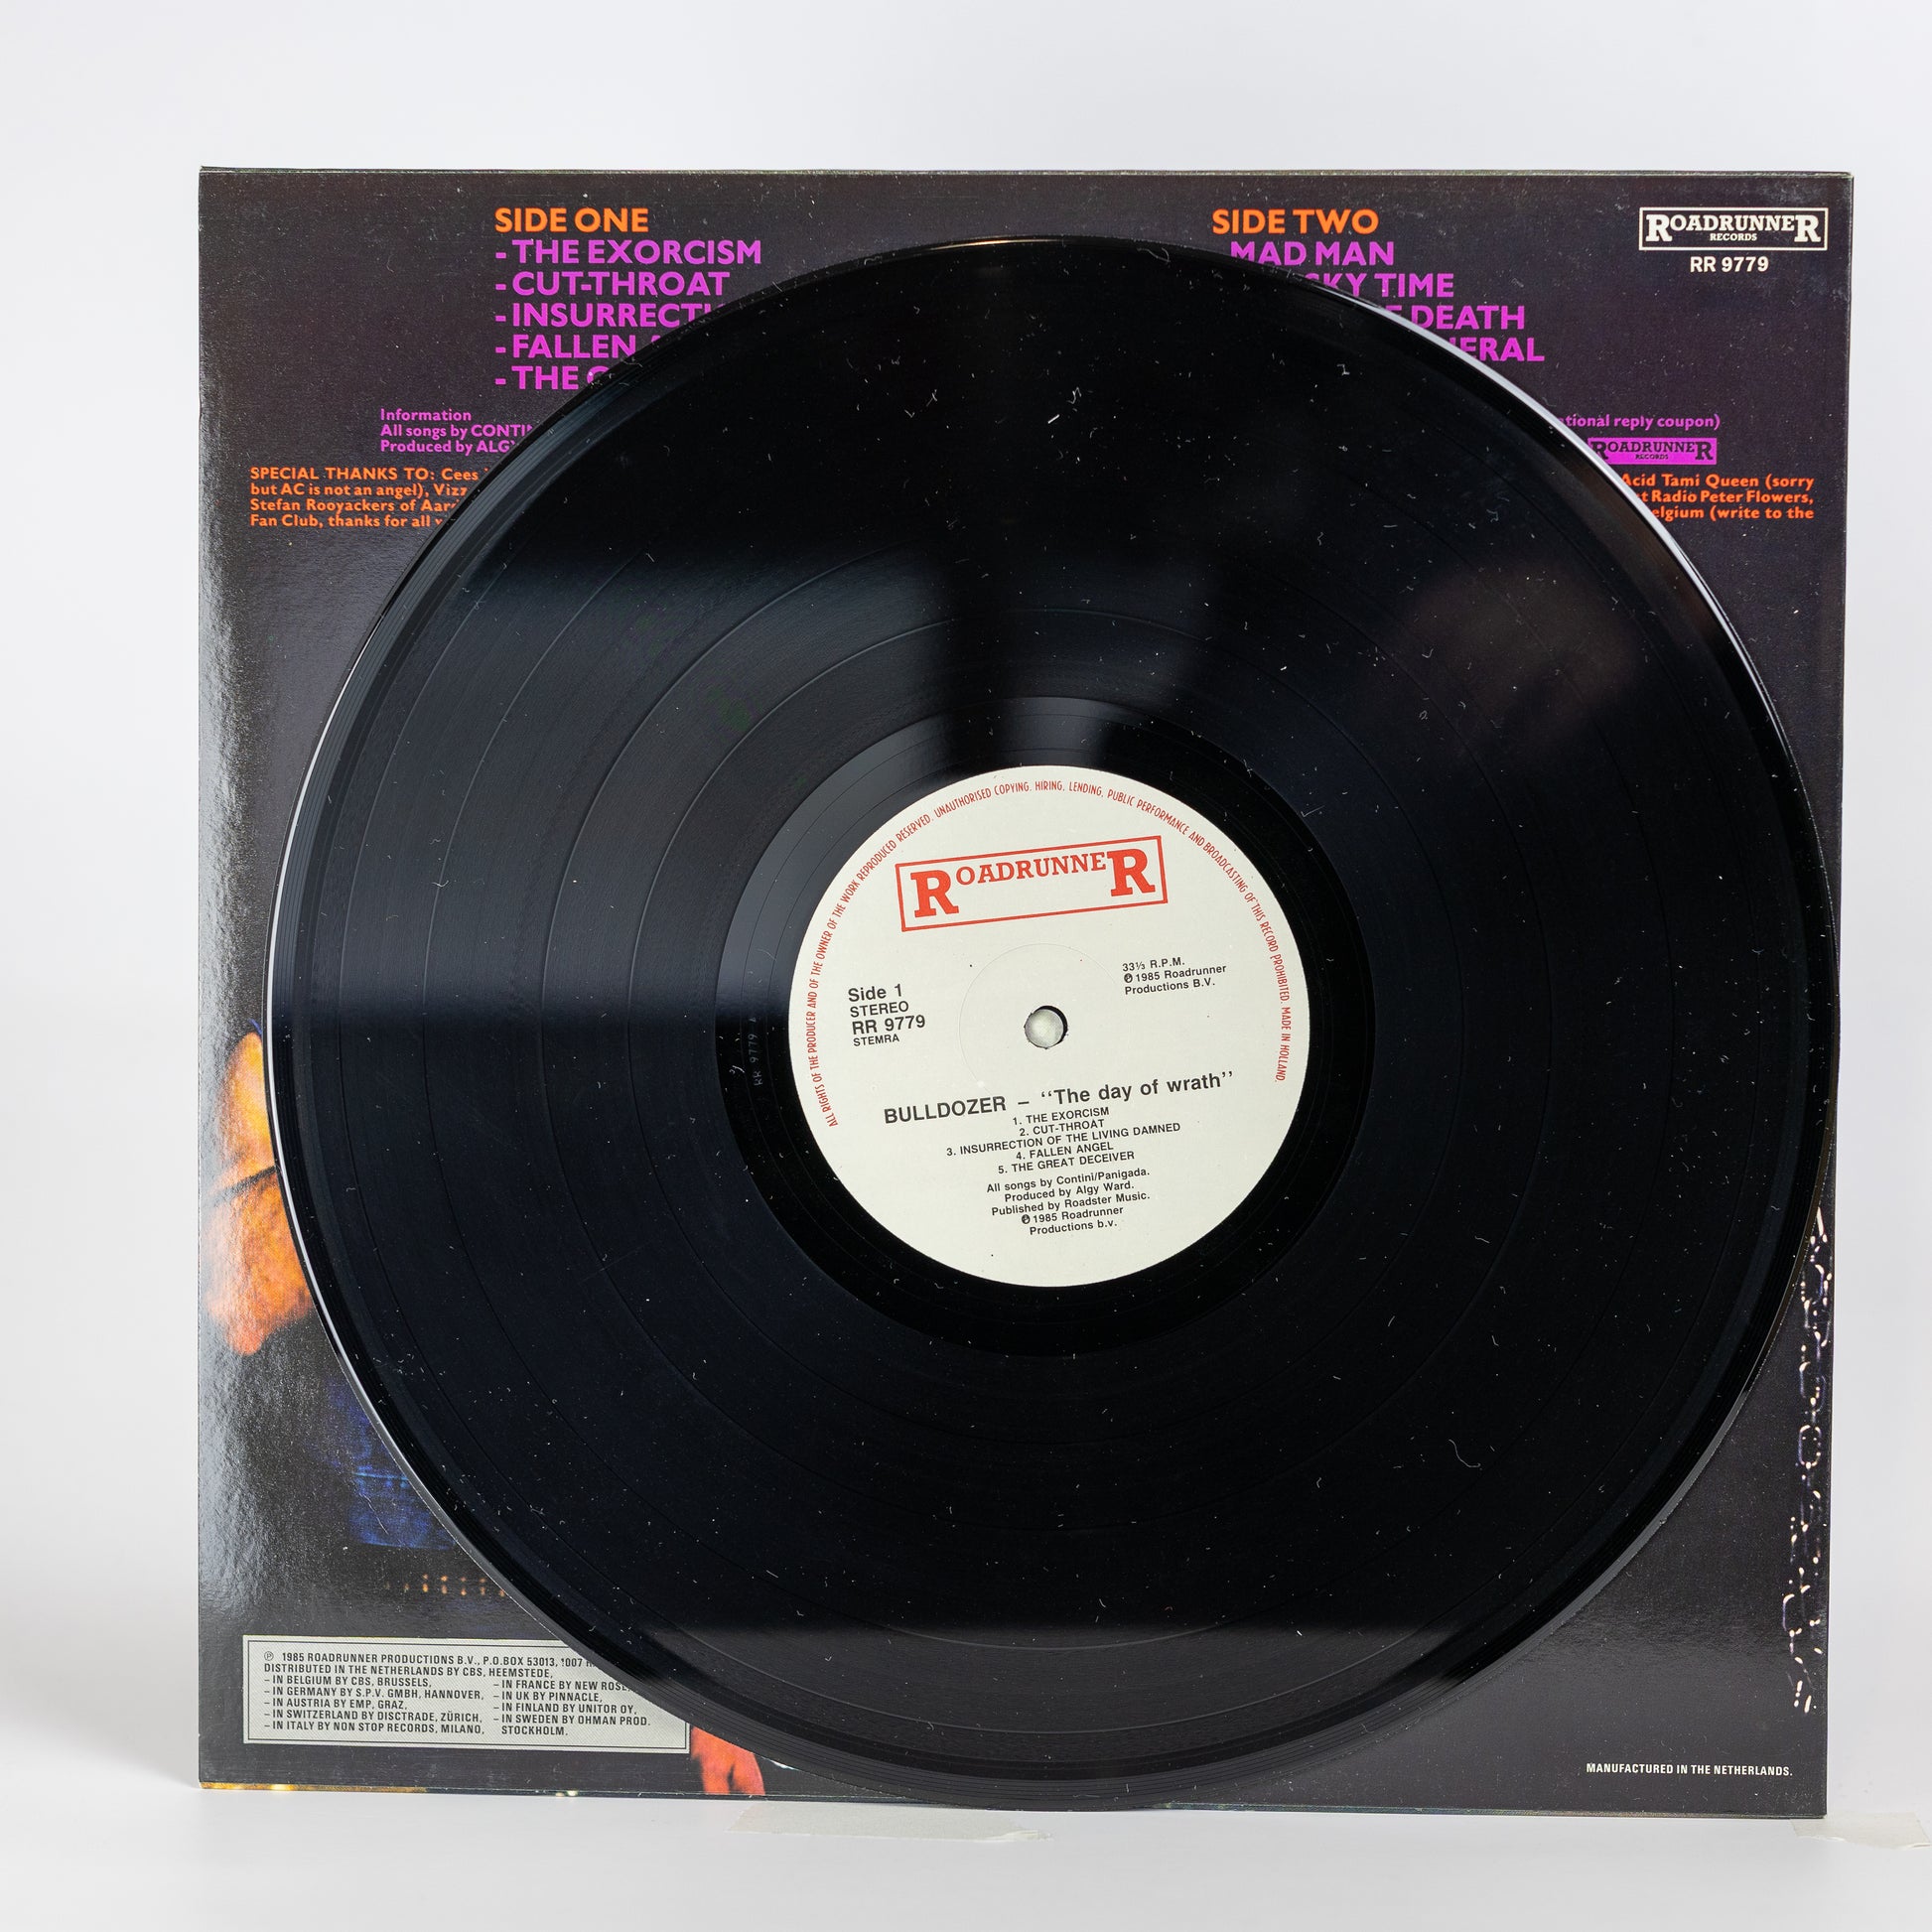 SIDE ONE
- THE EXORCISM
- CUT-THROAT
- INSURRECTI
- FALLEN
- THE
Information
All songs by CONTIN
Produced by ALGY
SPECIAL THANKS TO: Cees
but AC is not an angel), Vizz
Stefan Rooyackers of Aar
Fan Club, thanks for all
SIDE TWO
MAD MAN
SKY TIME
DEATH
NERAL
ROADRUNNER
RECORDS
RR 9779
ational reply coupon)
ROADRUNNER
RECORDS
Acid Tami Queen (sorry
t Radio Peter Flowers,
elgium (write to the
ALL RIGHTS OF THE PRODUCER AND OF THE OWNER OF THE WORK REPRODUCED RESERVED. UNAUTHORISED COPYING, HIRING, LENDING, PUBLIC PERFORMANCE AND BROADCASTING OF THIS RECORD PROHIBITED. MADE IN HOLLAND.
ROADRUNNER
Side 1
STEREO
RR 9779
STEMRA
33⅓ R.P.M.
℗ 1985 Roadrunner
Productions B.V.
RR 9779
BULLDOZER – “The day of wrath”
1. THE EXORCISM
2. CUT-THROAT
3. INSURRECTION OF THE LIVING DAMNED
4. FALLEN ANGEL
5. THE GREAT DECEIVER
All songs by Contini/Panigada.
Produced by Algy Ward.
Published by Roadster Music.
℗ 1985 Roadrunner
Productions b.v.
℗ 1985 ROADRUNNER PRODUCTIONS B.V., P.O.BOX 53013, 1007
DISTRIBUTED IN THE NETHERLANDS BY CBS, HEEMSTEDE,
– IN BELGIUM BY CBS, BRUSSELS,
– IN GERMANY BY S.P.V. GMBH, HANNOVER,
– IN AUSTRIA BY EMP, GRAZ,
– IN SWITZERLAND BY DISCTRADE, ZÜRICH,
– IN ITALY BY NON STOP RECORDS, MILANO,
– IN FRANCE BY NEW ROSE,
– IN UK BY PINNACLE,
– IN FINLAND BY UNITOR OY,
– IN SWEDEN BY OHMAN PROD.
STOCKHOLM.
MANUFACTURED IN THE NETHERLANDS.